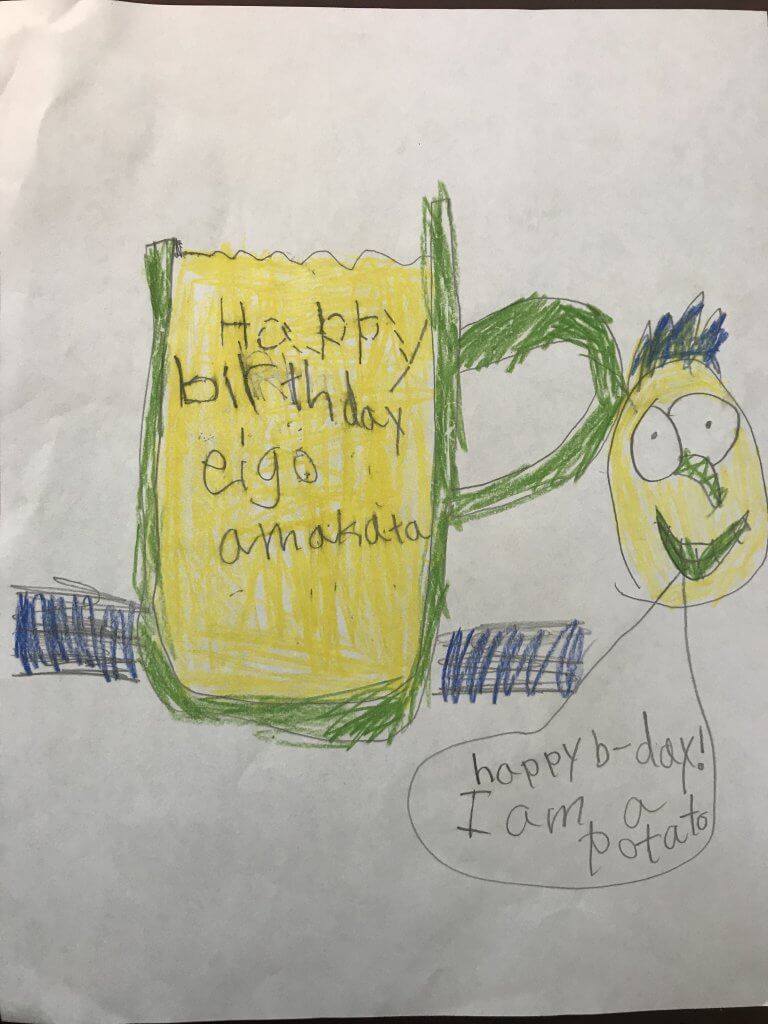 Happy
birthday
eigo
amakata
happy b-day!
I am a
potato